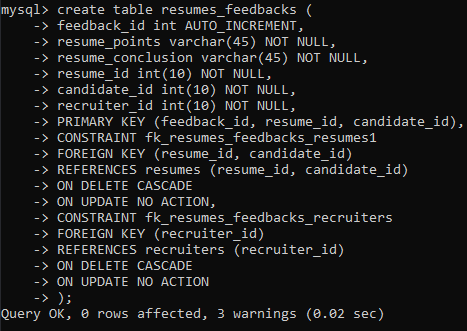 mysql> create table resumes_feedbacks (
    -> feedback_id int AUTO_INCREMENT,
    -> resume_points varchar(45) NOT NULL,
    -> resume_conclusion varchar(45) NOT NULL,
    -> resume_id int(10) NOT NULL,
    -> candidate_id int(10) NOT NULL,
    -> recruiter_id int(10) NOT NULL,
    -> PRIMARY KEY (feedback_id, resume_id, candidate_id),
    -> CONSTRAINT fk_resumes_feedbacks_resumes1
    -> FOREIGN KEY (resume_id, candidate_id)
    -> REFERENCES resumes (resume_id, candidate_id)
    -> ON DELETE CASCADE
    -> ON UPDATE NO ACTION,
    -> CONSTRAINT fk_resumes_feedbacks_recruiters
    -> FOREIGN KEY (recruiter_id)
    -> REFERENCES recruiters (recruiter_id)
    -> ON DELETE CASCADE
    -> ON UPDATE NO ACTION
    -> );
Query OK, 0 rows affected, 3 warnings (0.02 sec)